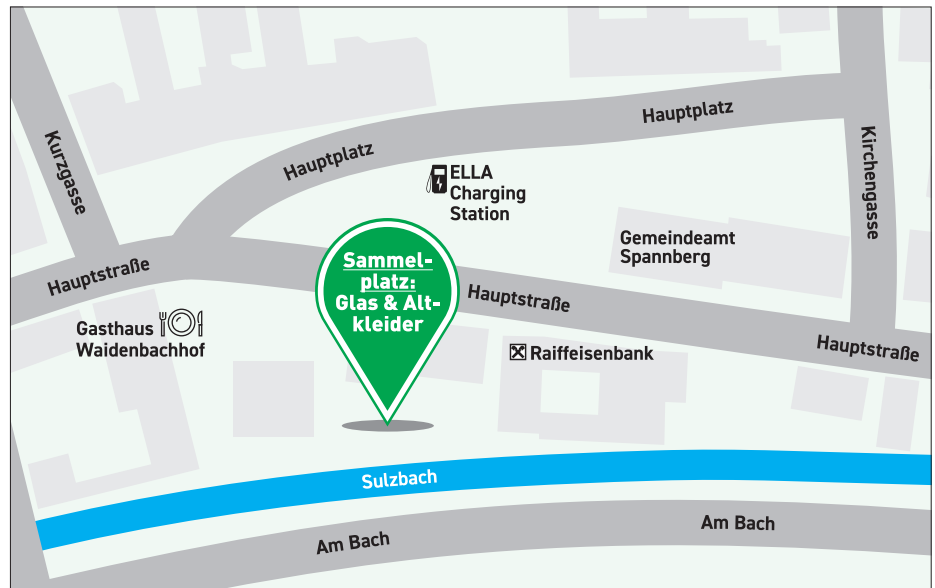 Hauptplatz
Kurzgasse
Hauptplatz
Kirchengasse
ELLA
Charging
Station
Gemeindeamt
Spannberg
Sammel-
platz:
Glas & Alt-
kleider
Hauptstraße
Hauptstraße
Gasthaus
Waidenbachhof
Raiffeisenbank
Hauptstraße
Sulzbach
Am Bach
Am Bach